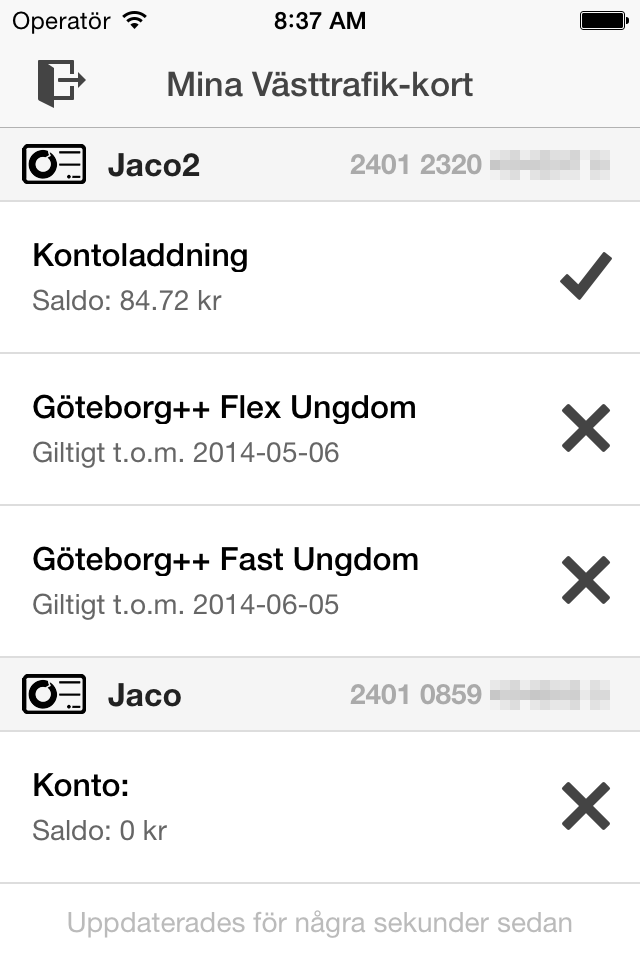 Operatör 8:37 AM
Mina Västtrafik-kort
Jaco2 2401 2320
Kontoladdning
Saldo: 84.72 kr
Göteborg++ Flex Ungdom
Giltigt t.o.m. 2014-05-06
Göteborg++ Fast Ungdom
Giltigt t.o.m. 2014-06-05
Jaco 2401 0859
Konto:
Saldo: 0 kr
Uppdaterades för några sekunder sedan